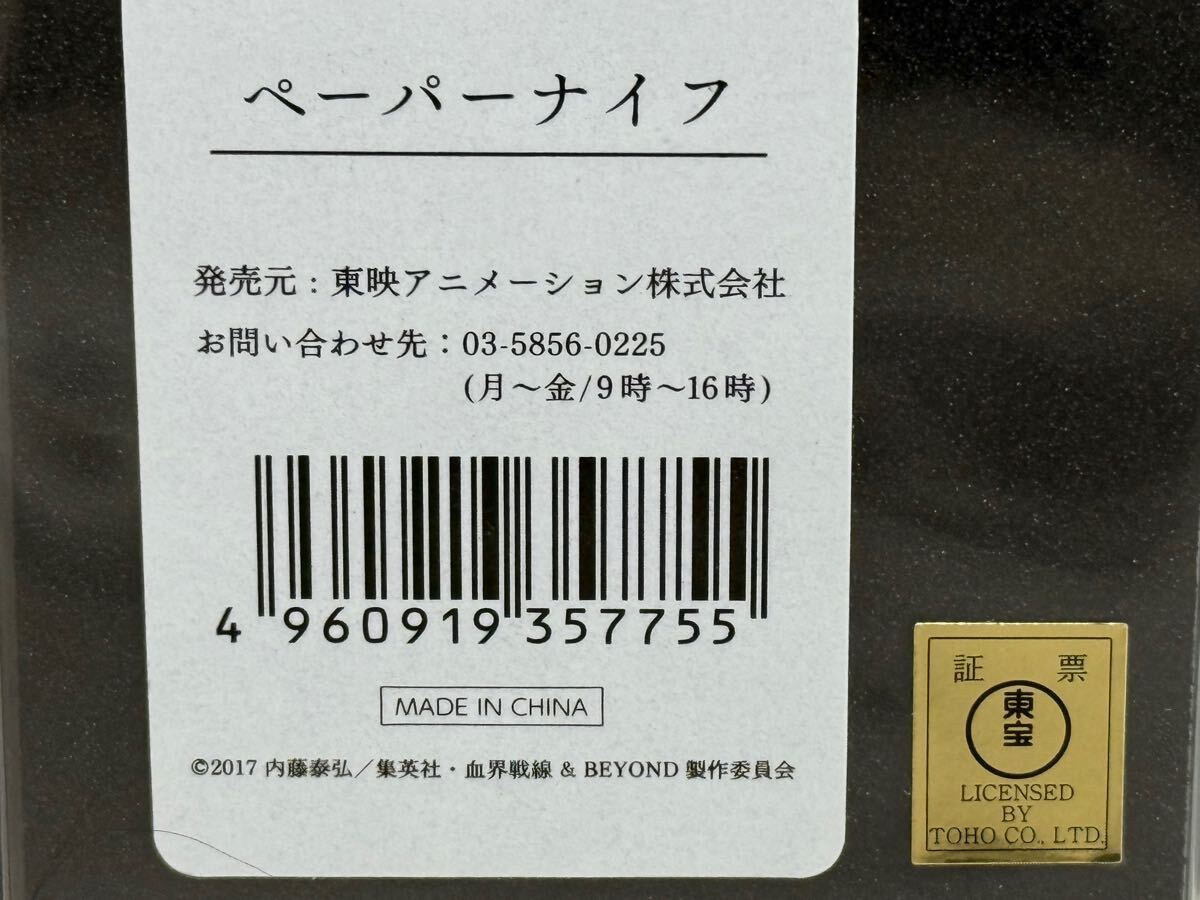 ペーパーナイフ
発売元：東映アニメーション株式会社
お問い合わせ先：03-5856-0225
(月～金/9時～16時)
4 960919 357755
MADE IN CHINA
©2017 内藤泰弘／集英社・血界戦線 & BEYOND 製作委員会
証 票
東宝
LICENSED
BY
TOHO CO., LTD.